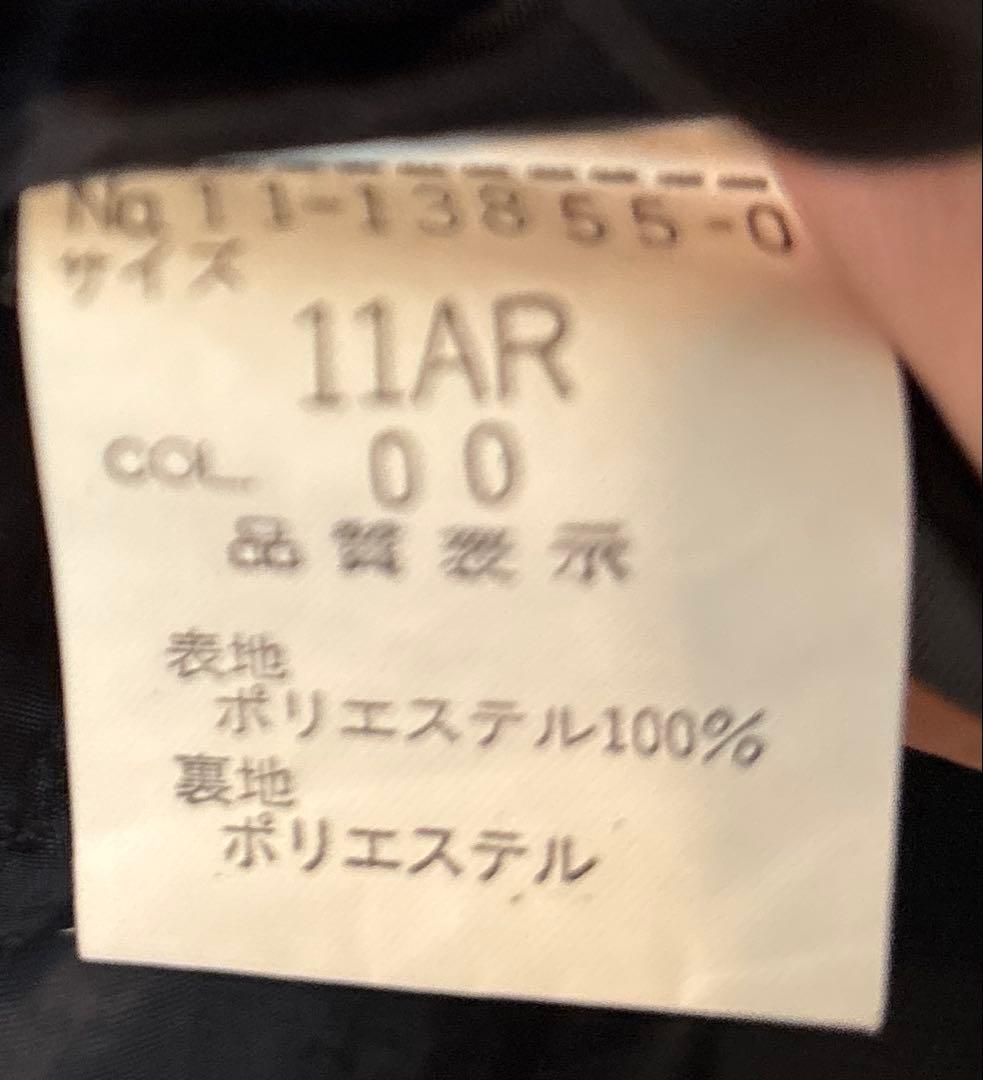 No.11-13855-0
サイズ
11AR
COL. 00
品質表示
表地
ポリエステル100%
裏地
ポリエステル